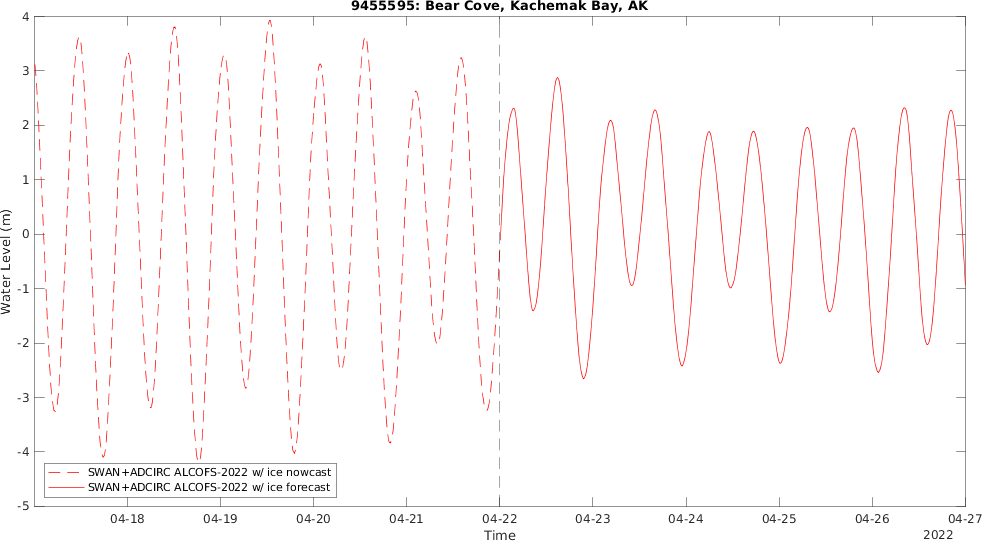 9455595: Bear Cove, Kachemak Bay, AK
Water Level (m)
4
3
2
1
0
-1
-2
-3
-4
-5
SWAN+ADCIRC ALCOFS-2022 w/ ice nowcast
SWAN+ADCIRC ALCOFS-2022 w/ ice forecast
04-18 04-19 04-20 04-21 04-22 04-23 04-24 04-25 04-26 04-27
Time
2022